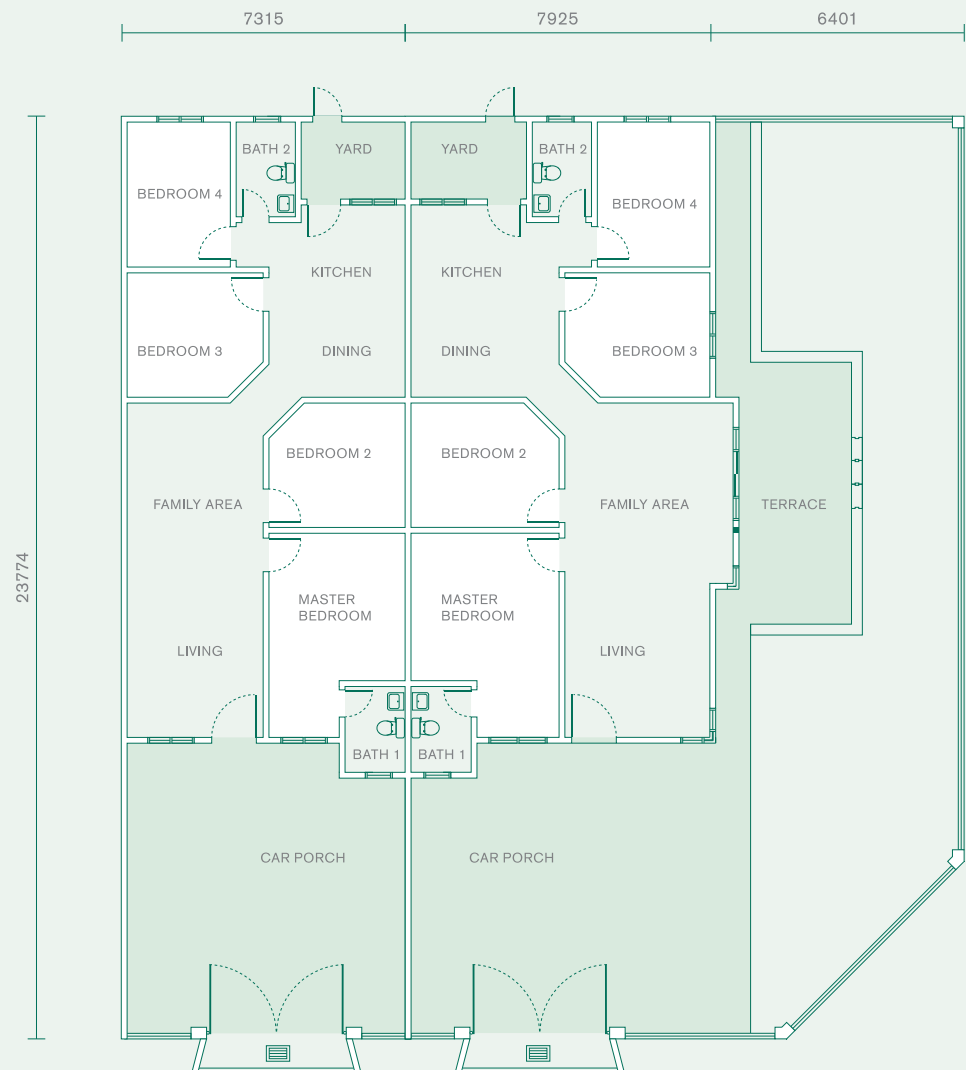 7315
7925
6401
BATH 2
YARD
YARD
BATH 2
BEDROOM 4
BEDROOM 4
KITCHEN
KITCHEN
BEDROOM 3
DINING
DINING
BEDROOM 3
BEDROOM 2
BEDROOM 2
FAMILY AREA
FAMILY AREA
TERRACE
23774
MASTER
BEDROOM
MASTER
BEDROOM
LIVING
LIVING
BATH 1
BATH 1
CAR PORCH
CAR PORCH